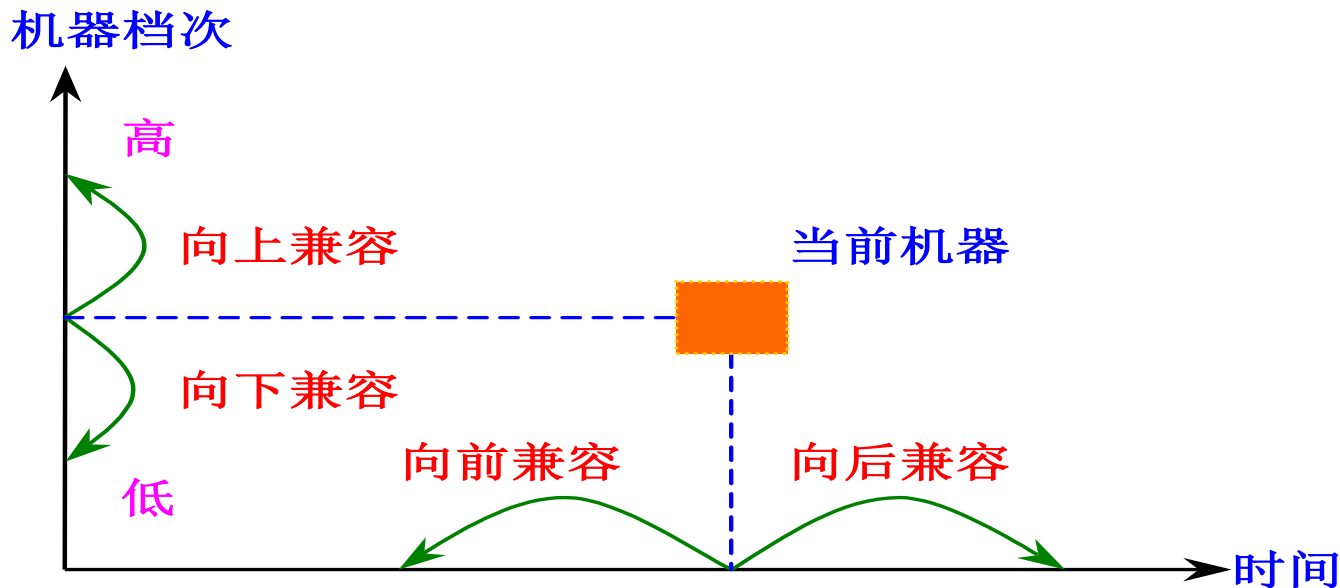 机器档次
高
向上兼容
当前机器
向下兼容
向前兼容
向后兼容
低
时间